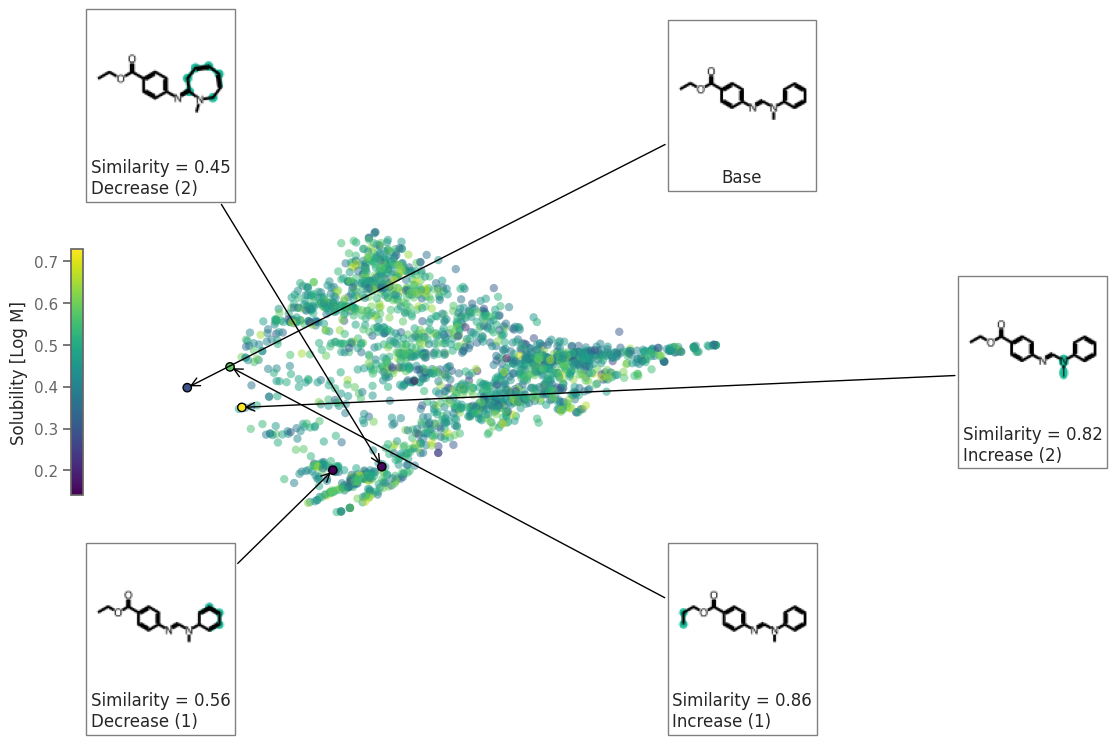 O
O
N
N
Similarity = 0.45
Decrease (2)
O
O
N
N
Base
0.7
0.6
0.5
0.4
0.3
0.2
Solubility [Log M]
O
O
N
N
Similarity = 0.82
Increase (2)
O
O
N
N
Similarity = 0.56
Decrease (1)
O
O
N
N
Similarity = 0.86
Increase (1)